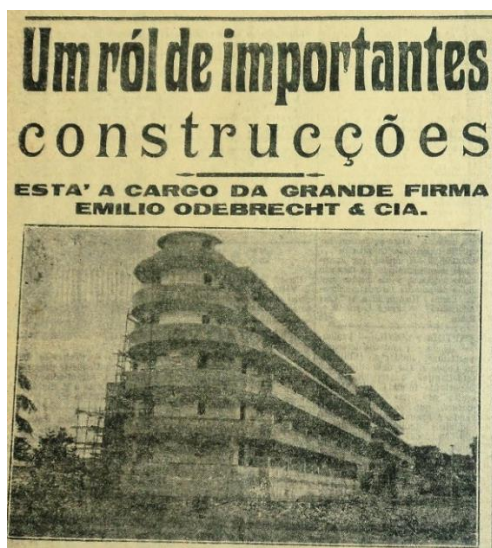 Um ról de importantes
construcções
ESTA' A CARGO DA GRANDE FIRMA
EMILIO ODEBRECHT & CIA.